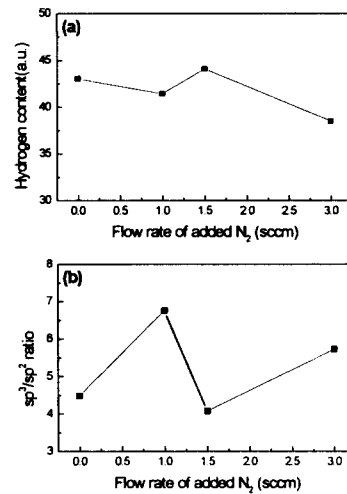 (a)
Hydrogen content(a.u.)
50
45
40
35
30
0.0 0.5 1.0 1.5 2.0 2.5 3.0
Flow rate of added N2 (sccm)
(b)
sp3/sp2 ratio
8
7
6
5
4
3
0.0 0.5 1.0 1.5 2.0 2.5 3.0
Flow rate of added N2 (sccm)